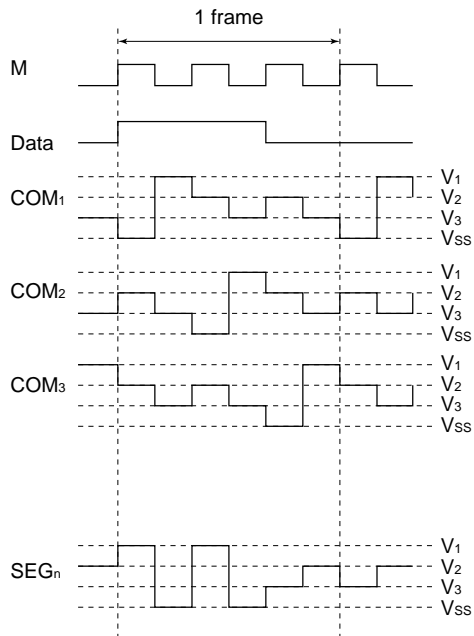 1 frame
M
Data
COM1
V1
V2
V3
VSS
COM2
V1
V2
V3
VSS
COM3
V1
V2
V3
VSS
SEGn
V1
V2
V3
VSS